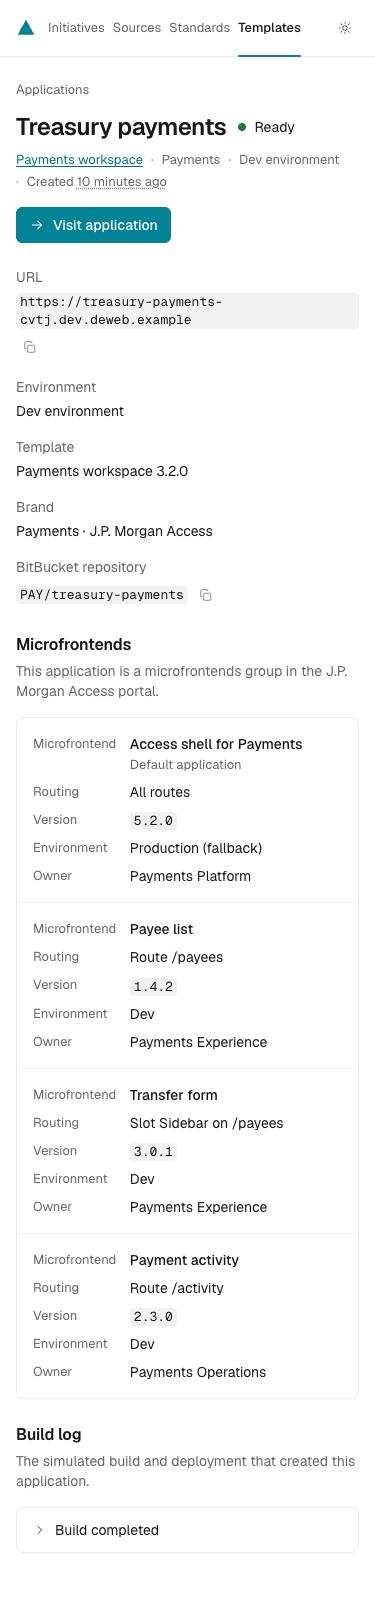 Initiatives Sources Standards Templates
Applications
Treasury payments Ready
Payments workspace · Payments · Dev environment
· Created 10 minutes ago
Visit application
URL
https://treasury-payments-
cvtj.dev.deweb.example
Environment
Dev environment
Template
Payments workspace 3.2.0
Brand
Payments · J.P. Morgan Access
BitBucket repository
PAY/treasury-payments
Microfrontends
This application is a microfrontends group in the J.P.
Morgan Access portal.
Microfrontend Access shell for Payments
Default application
Routing All routes
Version 5.2.0
Environment Production (fallback)
Owner Payments Platform
Microfrontend Payee list
Routing Route /payees
Version 1.4.2
Environment Dev
Owner Payments Experience
Microfrontend Transfer form
Routing Slot Sidebar on /payees
Version 3.0.1
Environment Dev
Owner Payments Experience
Microfrontend Payment activity
Routing Route /activity
Version 2.3.0
Environment Dev
Owner Payments Operations
Build log
The simulated build and deployment that created this
application.
Build completed